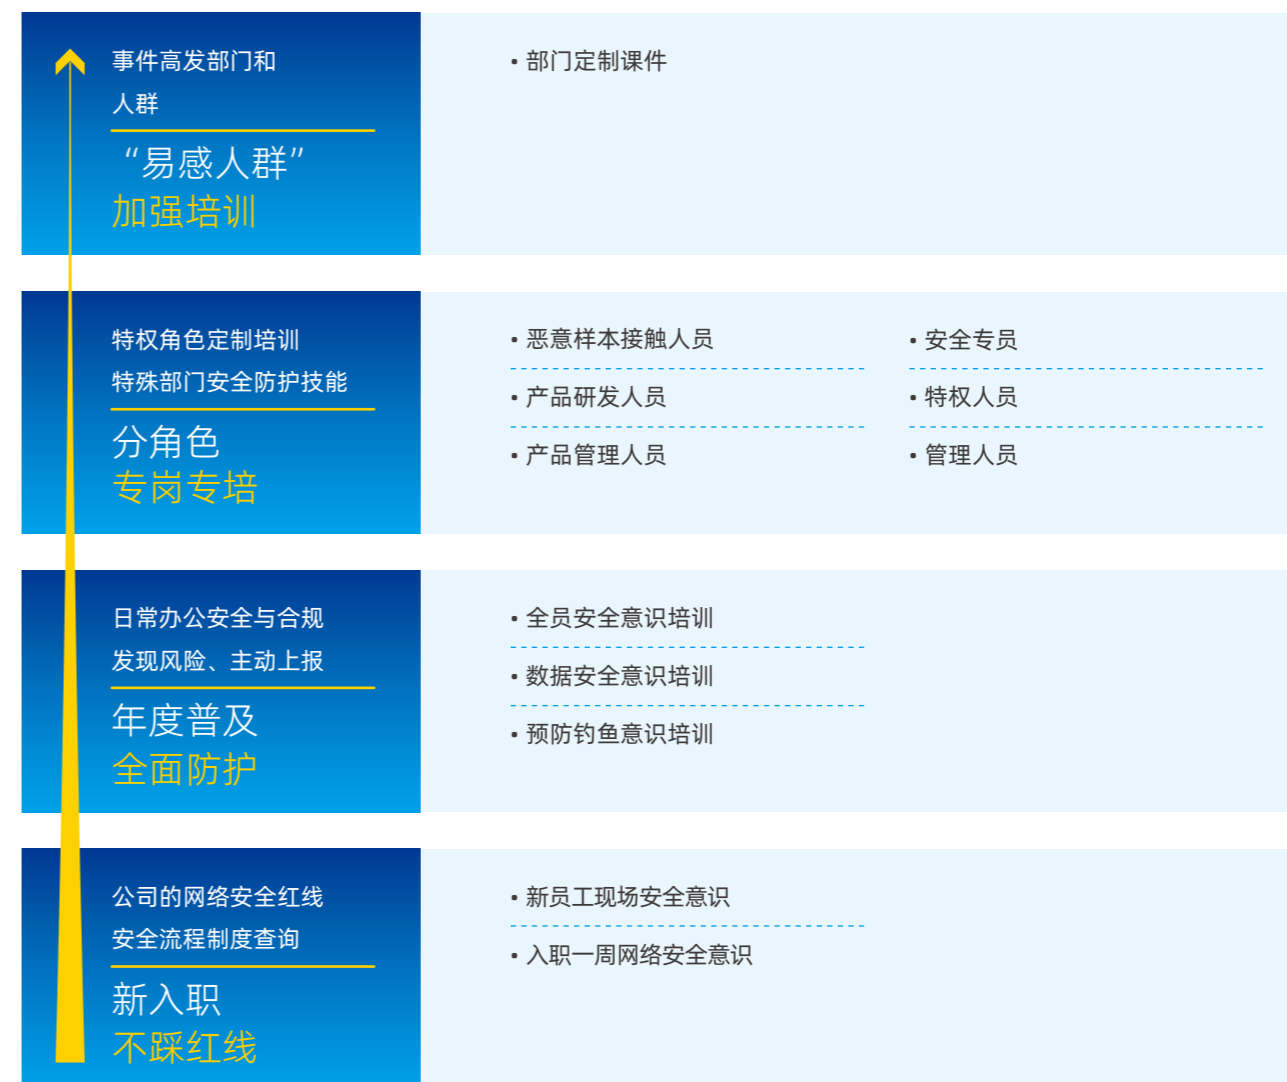 事件高发部门和
人群
“易感人群”
加强培训
• 部门定制课件
特权角色定制培训
特殊部门安全防护技能
分角色
专岗专培
• 恶意样本接触人员
• 产品研发人员
• 产品管理人员
• 安全专员
• 特权人员
• 管理人员
日常办公安全与合规
发现风险、主动上报
年度普及
全面防护
• 全员安全意识培训
• 数据安全意识培训
• 预防钓鱼意识培训
公司的网络安全红线
安全流程制度查询
新入职
不踩红线
• 新员工现场安全意识
• 入职一周网络安全意识